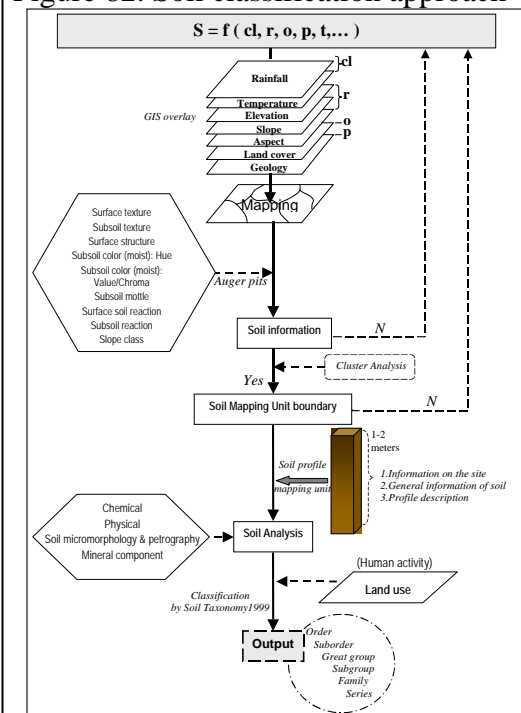 Figure 82. Soil classification approach
S = f ( cl, r, o, p, t,… )
cl
Rainfall
r
Temperature
GIS overlay
Elevation
o
Slope
p
Aspect
Land cover
Geology
Mapping
Surface texture
Subsoil texture
Surface structure
Subsoil color (moist): Hue
Subsoil color (moist):
Value/Chroma
Subsoil mottle
Surface soil reaction
Subsoil reaction
Slope class
Auger pits
Soil information
N
Cluster Analysis
Yes
Soil Mapping Unit boundary
N
1-2
meters
Soil profile
mapping unit
1.Information on the site
2.General information of soil
3.Profile description
Chemical
Physical
Soil micromorphology & petrography
Mineral component
Soil Analysis
(Human activity)
Land use
Classification
by Soil Taxonomy1999
Output
Order
Suborder
Great group
Subgroup
Family
Series